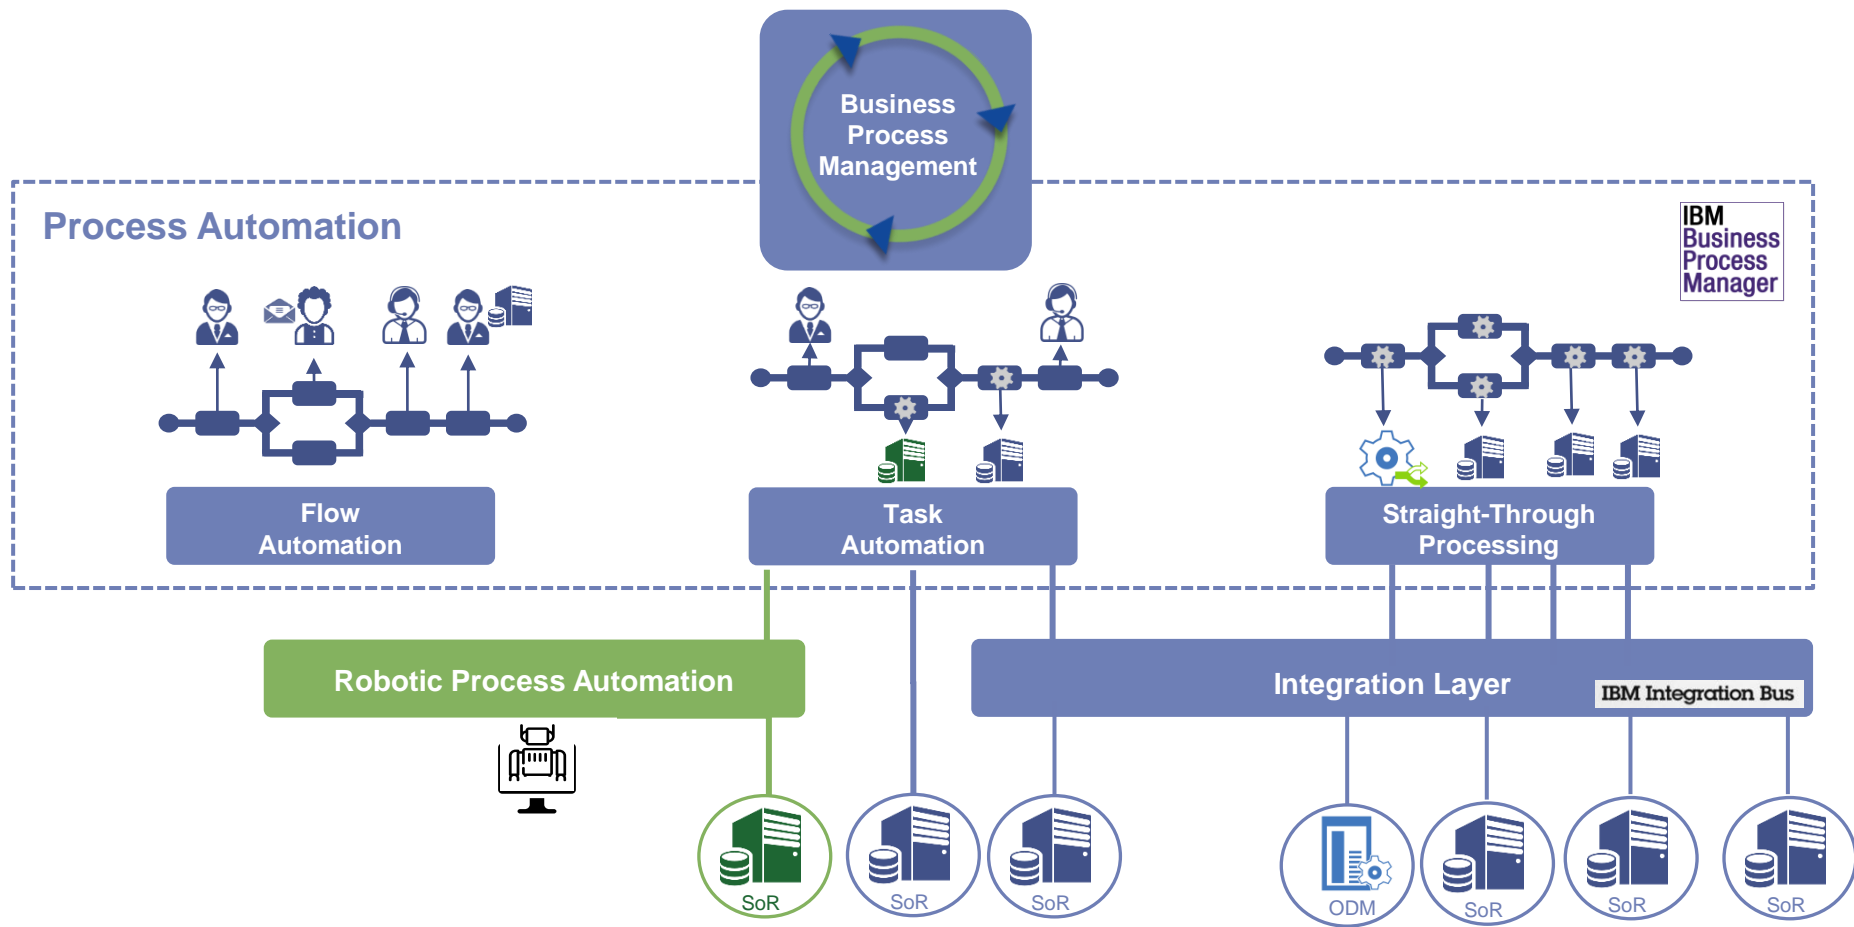 Business
Process
Management
Process Automation
IBM
Business
Process
Manager
Flow
Automation
Task
Automation
Straight-Through
Processing
Robotic Process Automation
Integration Layer
IBM Integration Bus
SoR
SoR
SoR
ODM
SoR
SoR
SoR